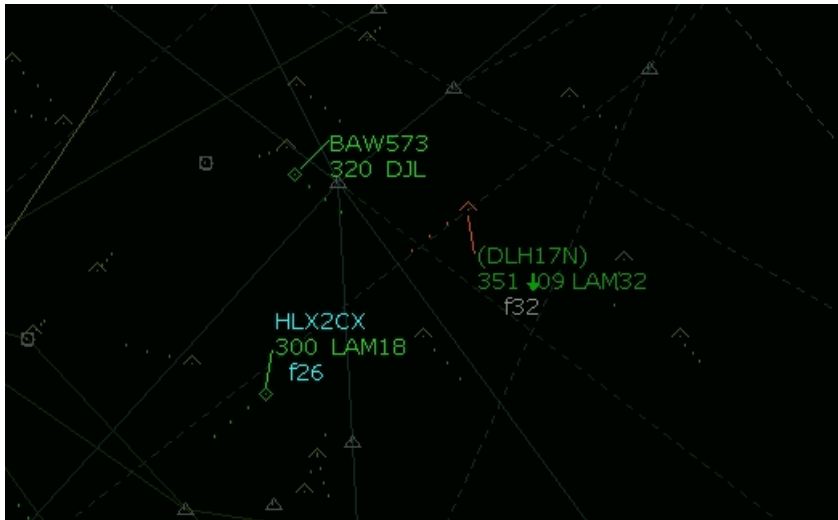 BAW573
320 DJL
(DLH17N)
351 ↓09 LAM32
f32
HLX2CX
300 LAM18
f26